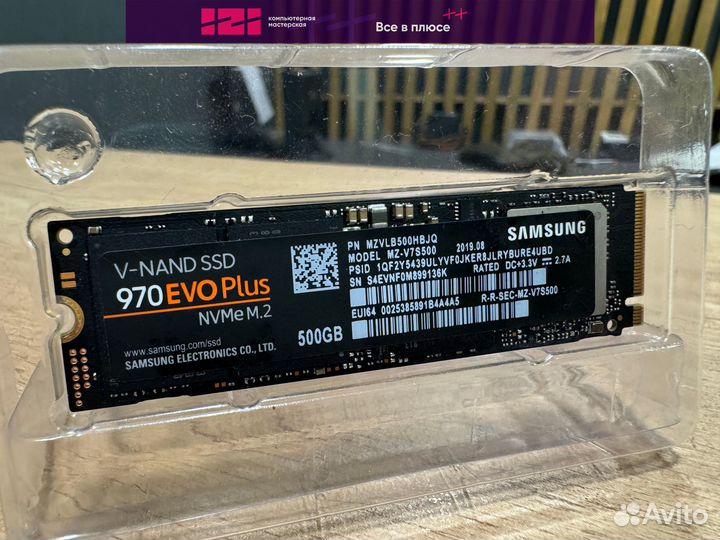 компьютерная
мастерская
Все в плюсе ++
V-NAND SSD
970 EVO Plus
NVMe M.2
www.samsung.com/ssd
SAMSUNG ELECTRONICS CO., LTD.
500GB
PN MZVLB500HBJQ
MODEL MZ-V7S500 2019.08
PSID 1QF2Y5439ULYVF0JKER8JLRYBURE4UBD
SN S4EVNF0M899136K RATED DC+3.3V 2.7A
EUI64 0025385891B4A4A5 R-R-SEC-MZ-V7S500
SAMSUNG
Avito